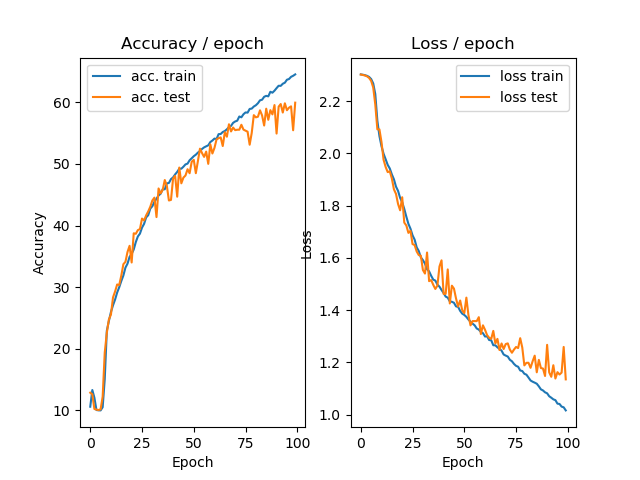 Accuracy / epoch
acc. train
acc. test
60
50
40
30
20
10
Accuracy
0
25
50
75
100
Epoch
Loss / epoch
loss train
loss test
2.2
2.0
1.8
1.6
1.4
1.2
1.0
Loss
0
25
50
75
100
Epoch